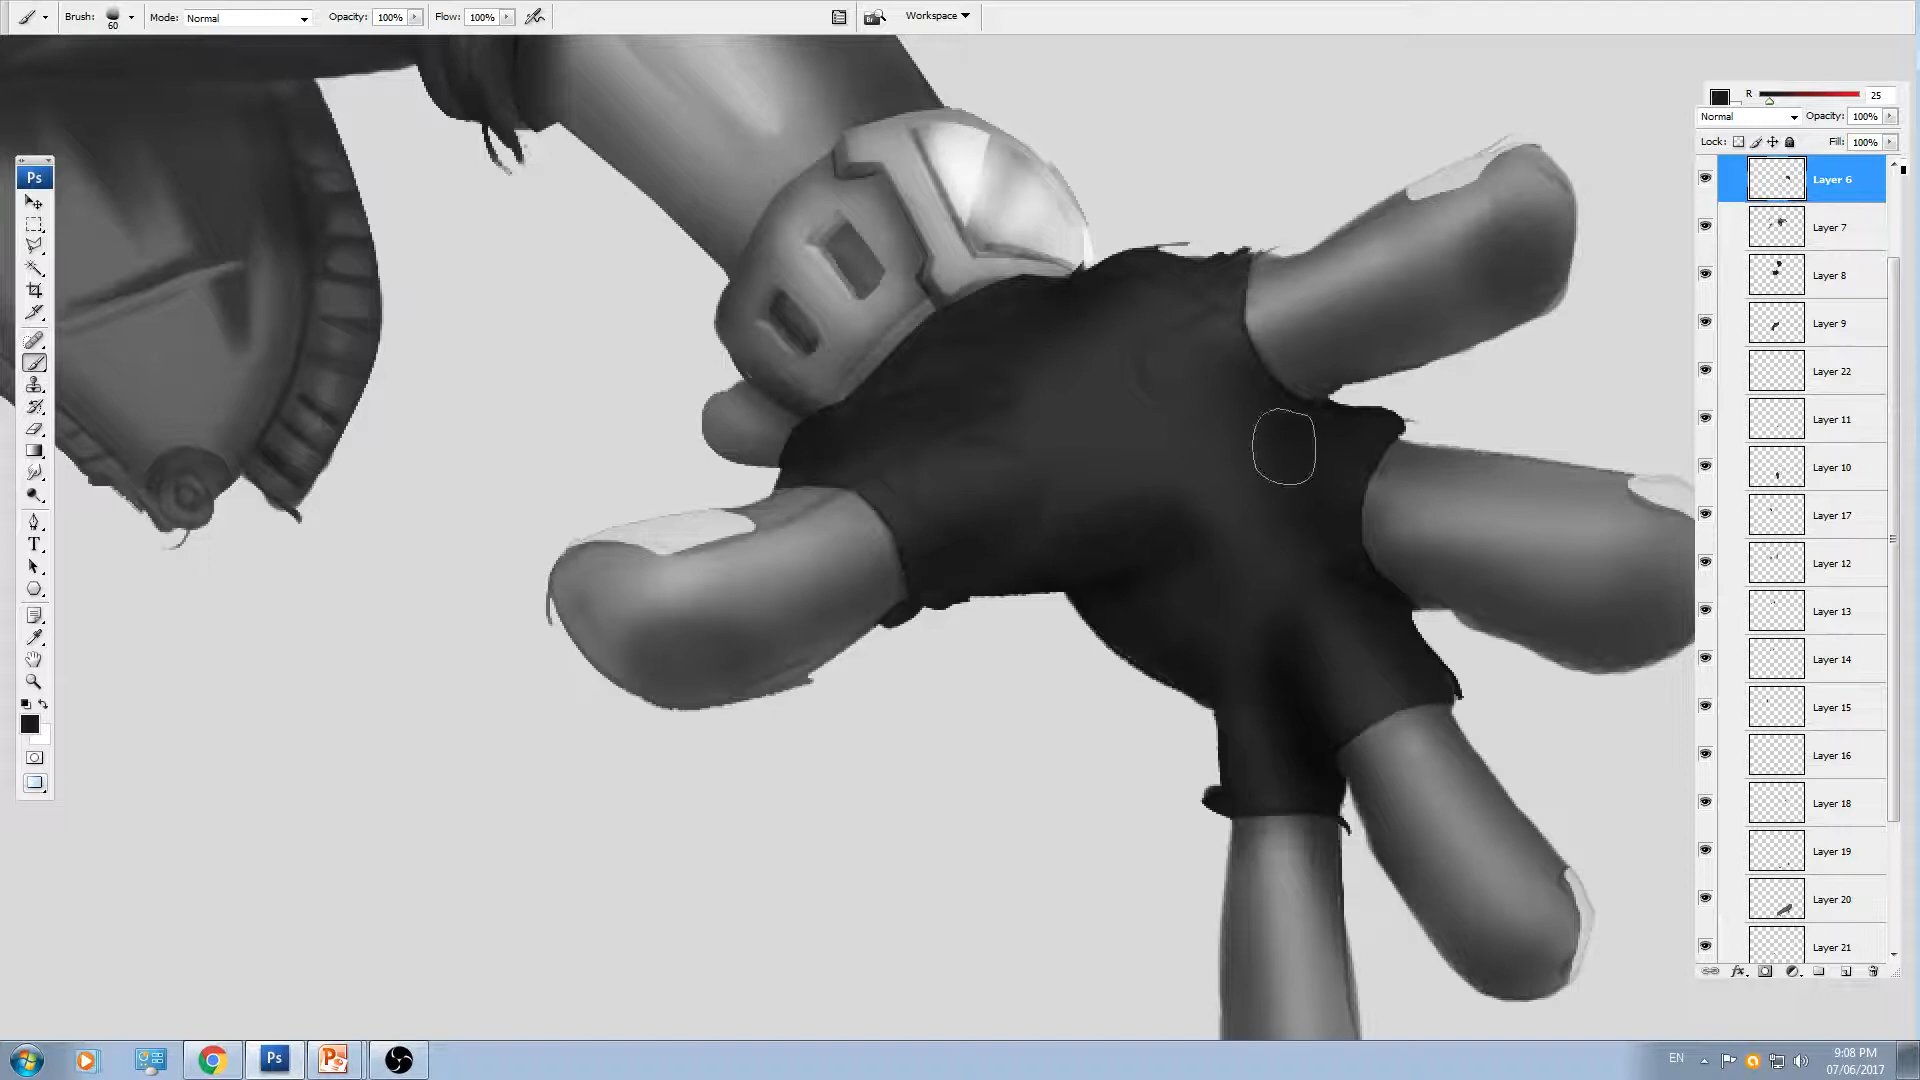 Brush: 60 Mode: Normal Opacity: 100% Flow: 100% Br Workspace
R 25
Normal Opacity: 100%
Lock: Fill: 100%
Ps
T
Layer 6
Layer 7
Layer 8
Layer 9
Layer 22
Layer 11
Layer 10
Layer 17
Layer 12
Layer 13
Layer 14
Layer 15
Layer 16
Layer 18
Layer 19
Layer 20
Layer 21
fx
Ps P EN 9:08 PM
07/06/2017